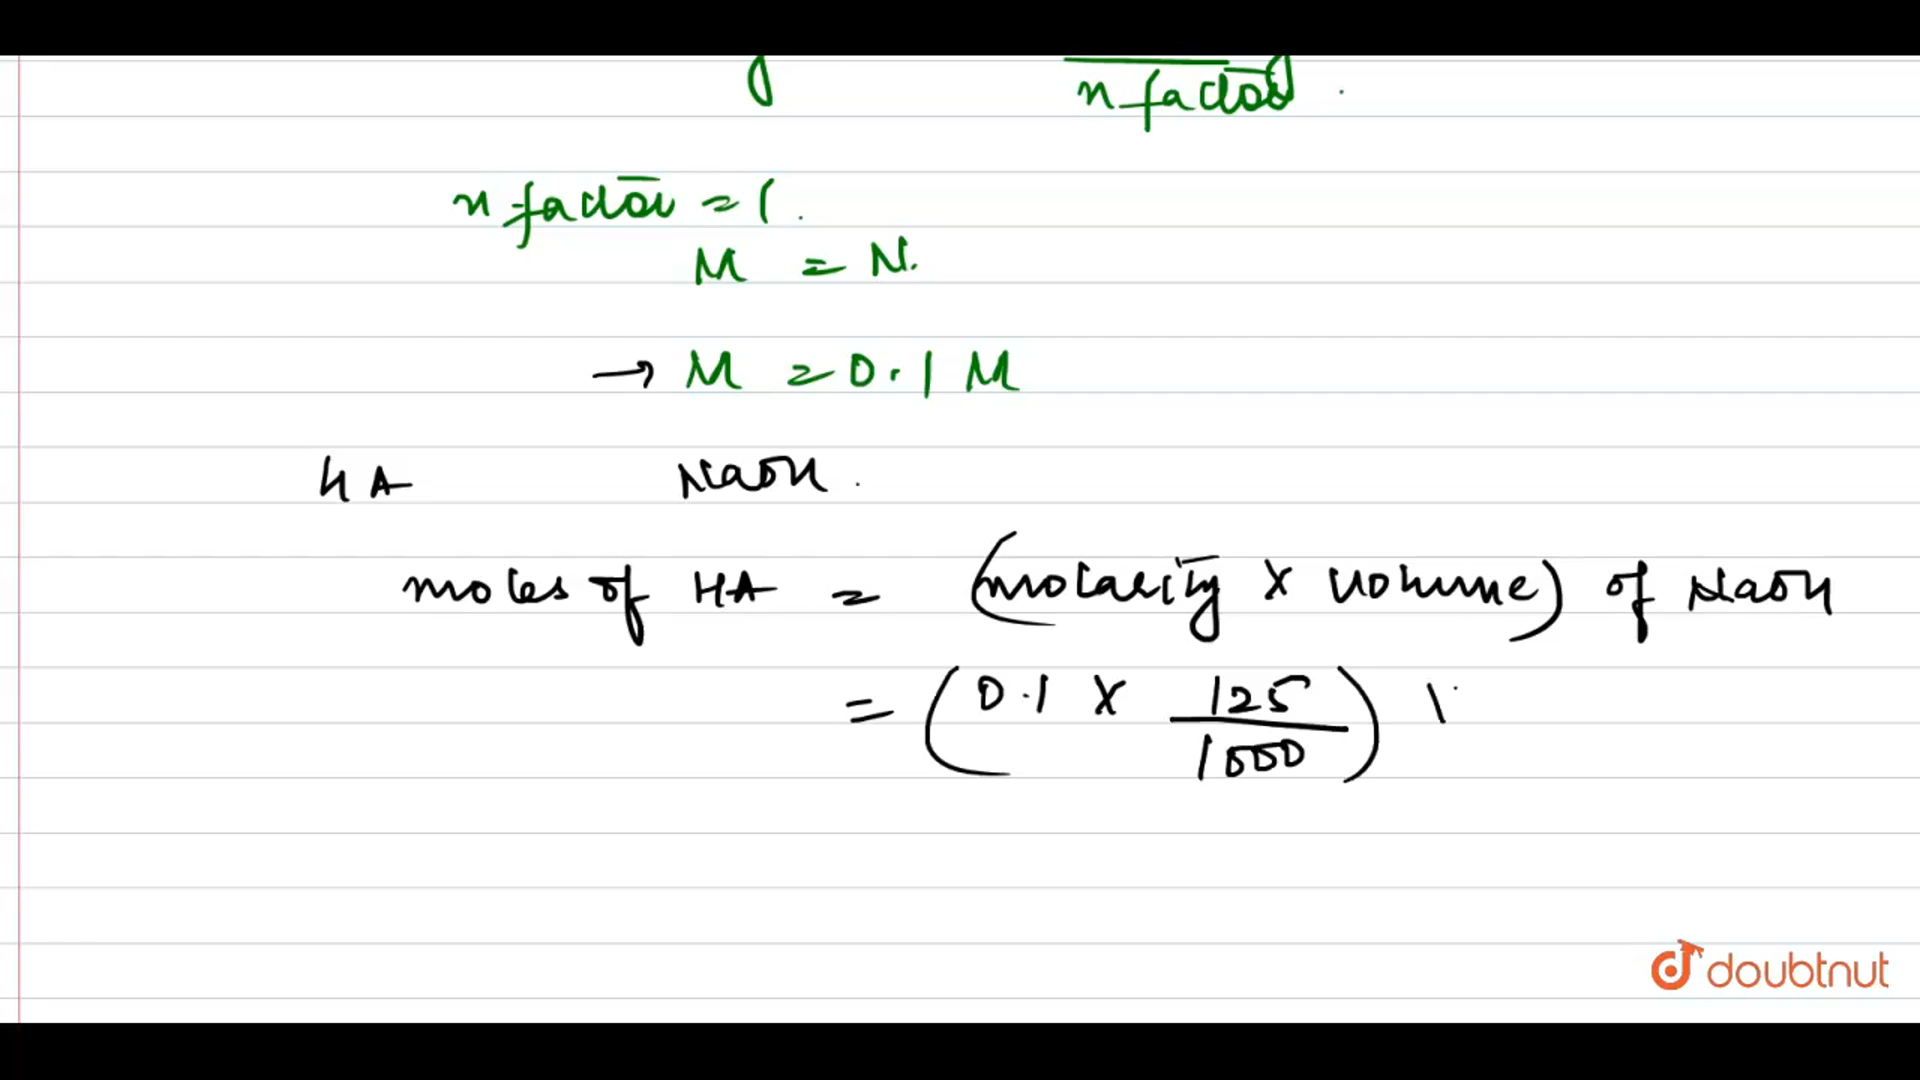 n factor .
n factor = 1 .
M = N.
→ M = 0.1 M
HA NaOH .
moles of HA = (molarity X volume) of NaOH
= ( 0.1 X 125 / 1000 )
doubtnut